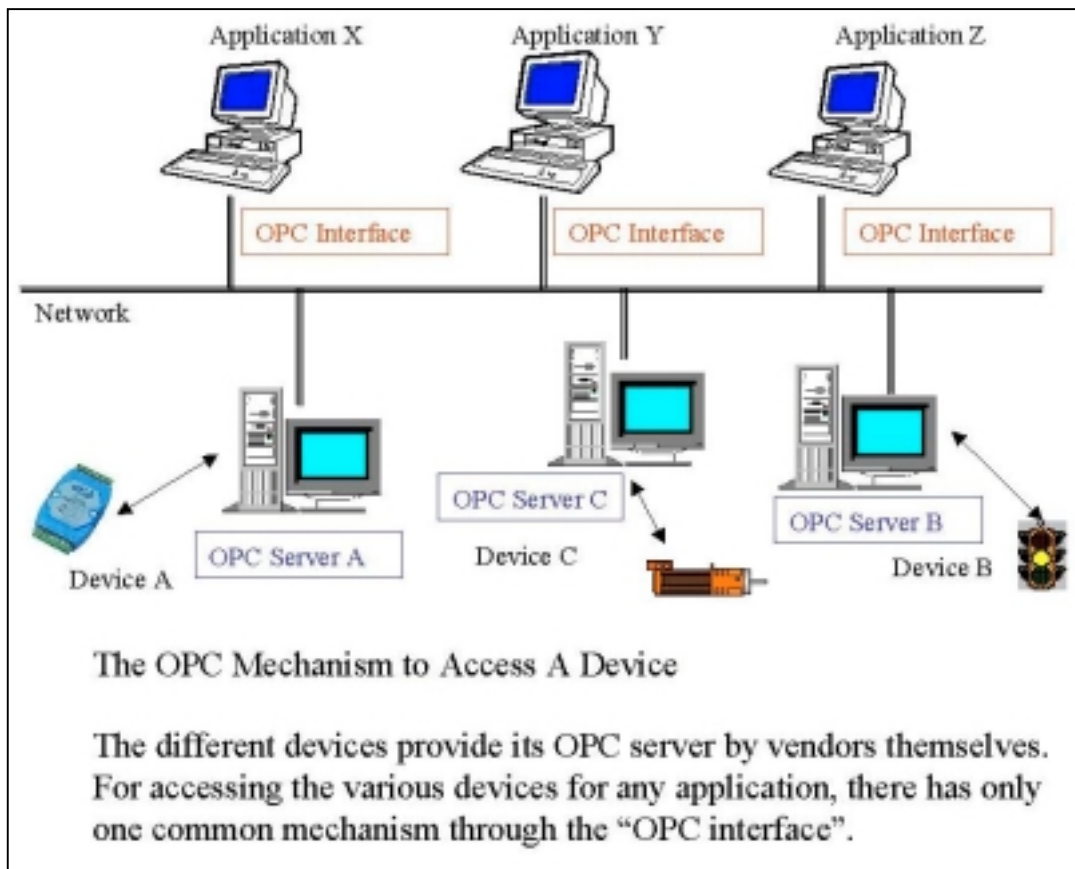 Application X
Application Y
Application Z
OPC Interface
OPC Interface
OPC Interface
Network
OPC Server C
OPC Server B
OPC Server A
Device C
Device B
Device A
The OPC Mechanism to Access A Device
The different devices provide its OPC server by vendors themselves.
For accessing the various devices for any application, there has only
one common mechanism through the “OPC interface”.